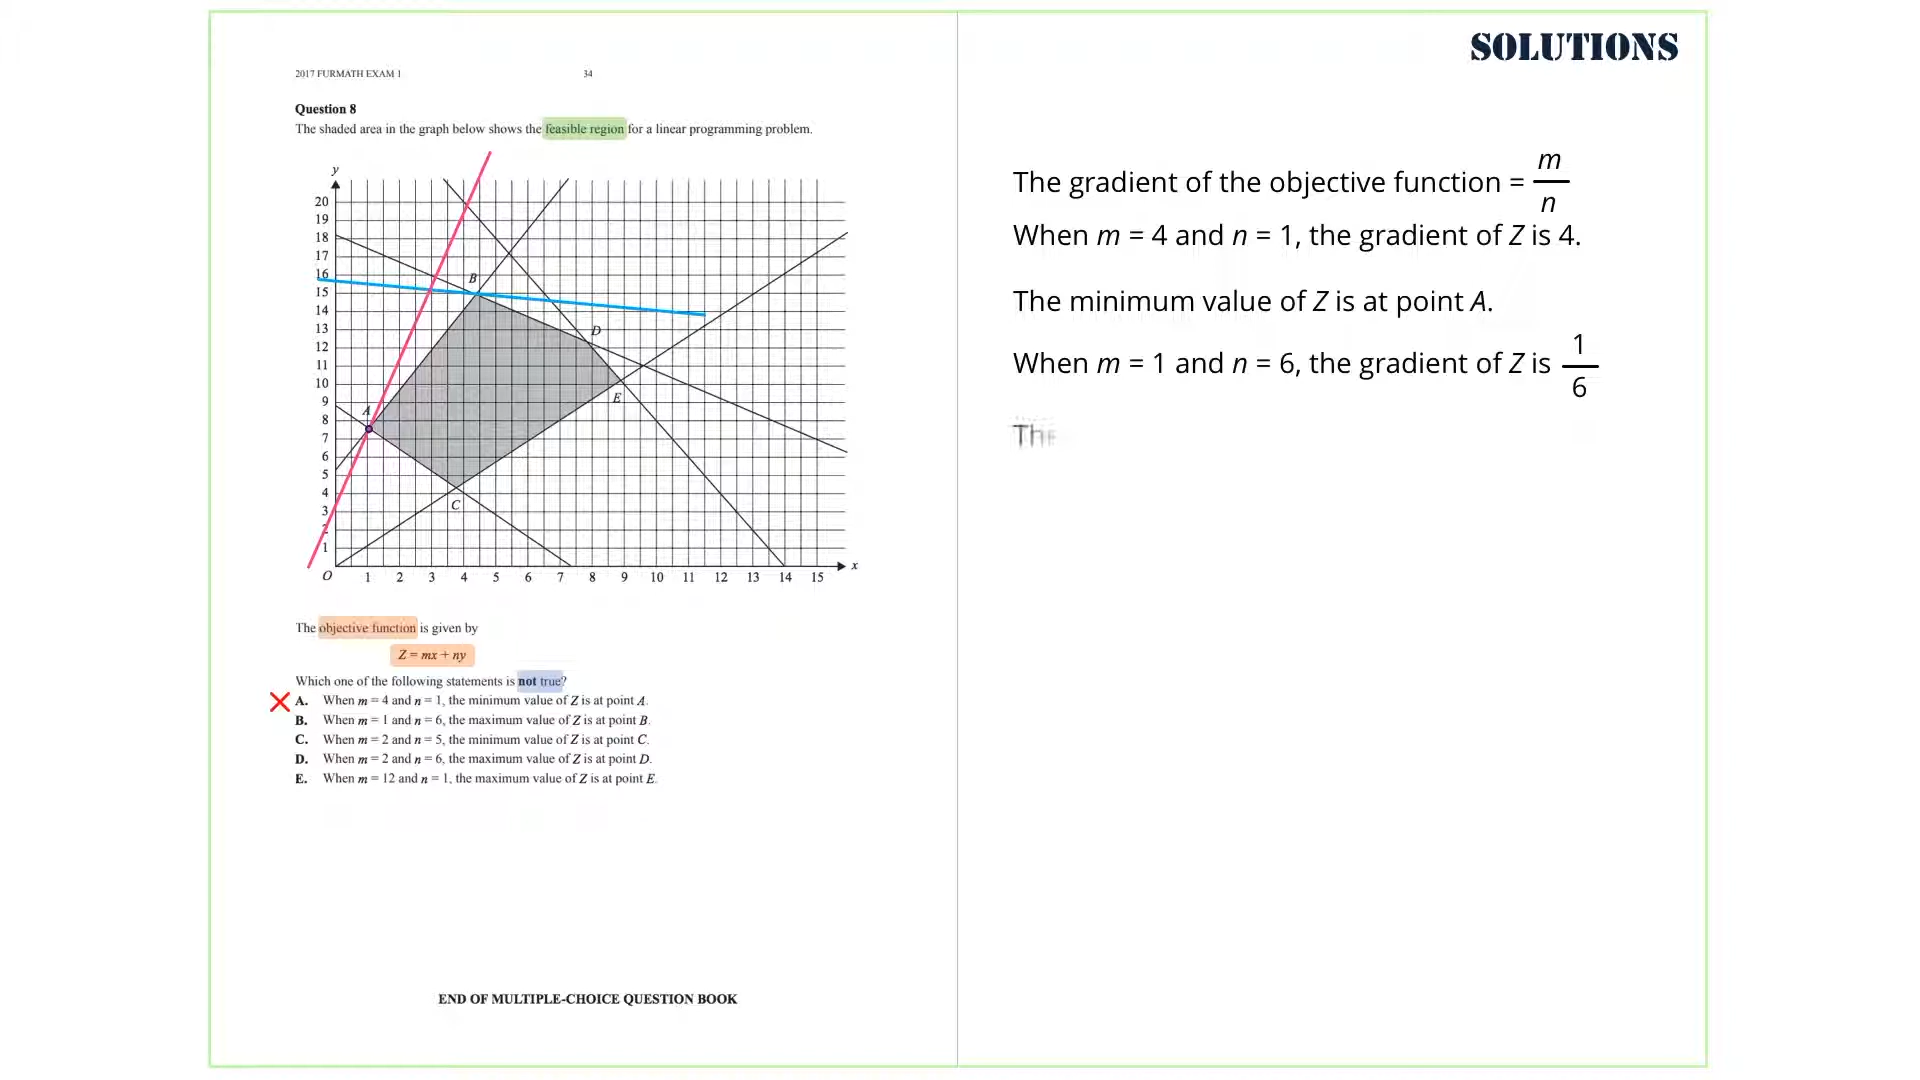 SOLUTIONS
2017 FURMATH EXAM 1 34
Question 8
The shaded area in the graph below shows the feasible region for a linear programming problem.
y
20
19
18
17
16
15
14
13
12
11
10
9
8
7
6
5
4
3
2
1
B
D
A
E
C
O 1 2 3 4 5 6 7 8 9 10 11 12 13 14 15 x
The objective function is given by
Z = mx + ny
Which one of the following statements is not true?
A. When m = 4 and n = 1, the minimum value of Z is at point A.
B. When m = 1 and n = 6, the maximum value of Z is at point B.
C. When m = 2 and n = 5, the minimum value of Z is at point C.
D. When m = 2 and n = 6, the maximum value of Z is at point D.
E. When m = 12 and n = 1, the maximum value of Z is at point E.
END OF MULTIPLE-CHOICE QUESTION BOOK
The gradient of the objective function = m/n
When m = 4 and n = 1, the gradient of Z is 4.
The minimum value of Z is at point A.
When m = 1 and n = 6, the gradient of Z is 1/6
The